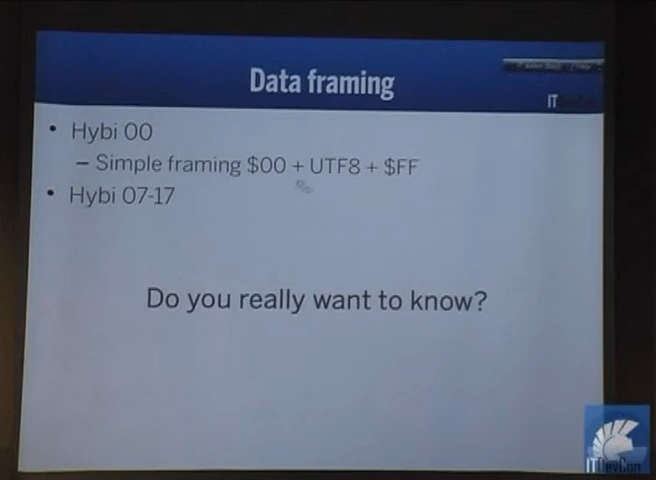 Data framing
IT
• Hybi 00
– Simple framing $00 + UTF8 + $FF
• Hybi 07-17
Do you really want to know?
ITDevCon